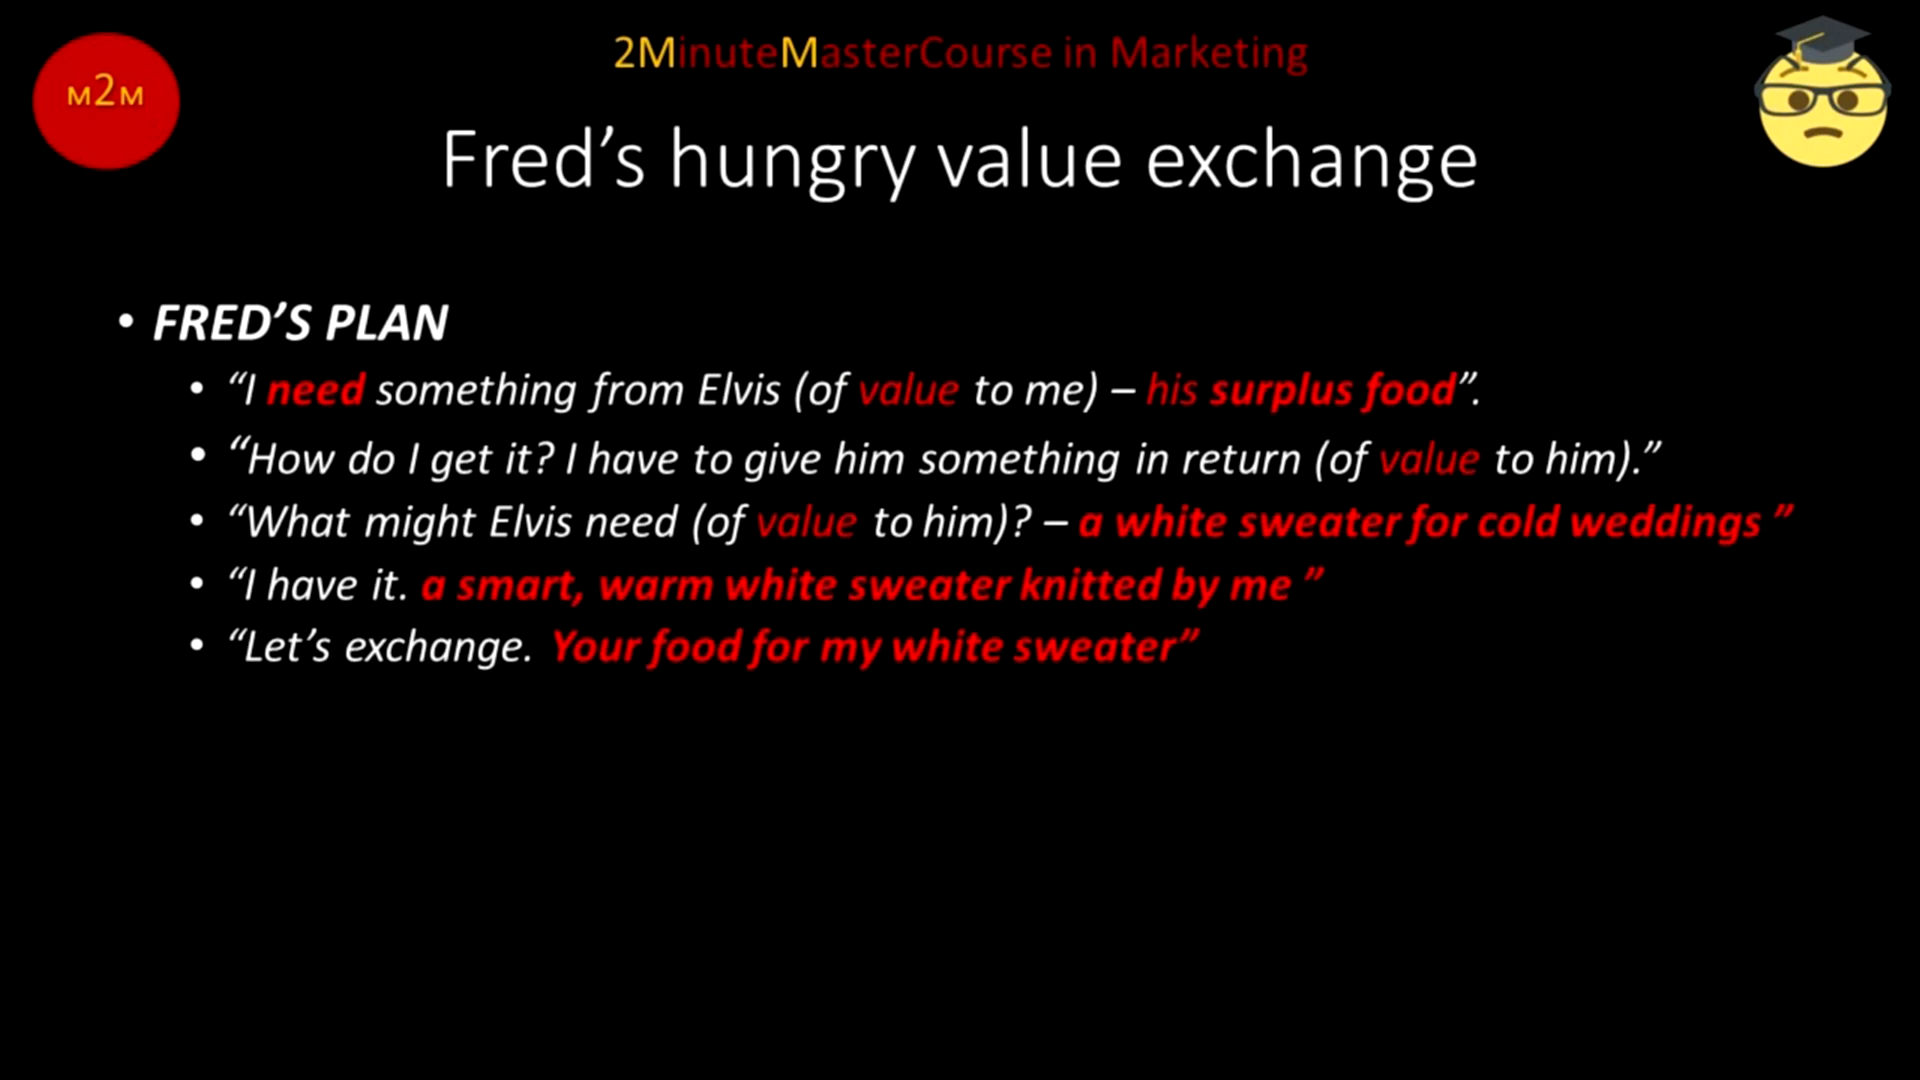 2MinuteMasterCourse in Marketing
M2M
Fred’s hungry value exchange
• FRED’S PLAN
• “I need something from Elvis (of value to me) – his surplus food”.
• “How do I get it? I have to give him something in return (of value to him).”
• “What might Elvis need (of value to him)? – a white sweater for cold weddings ”
• “I have it. a smart, warm white sweater knitted by me ”
• “Let’s exchange. Your food for my white sweater”